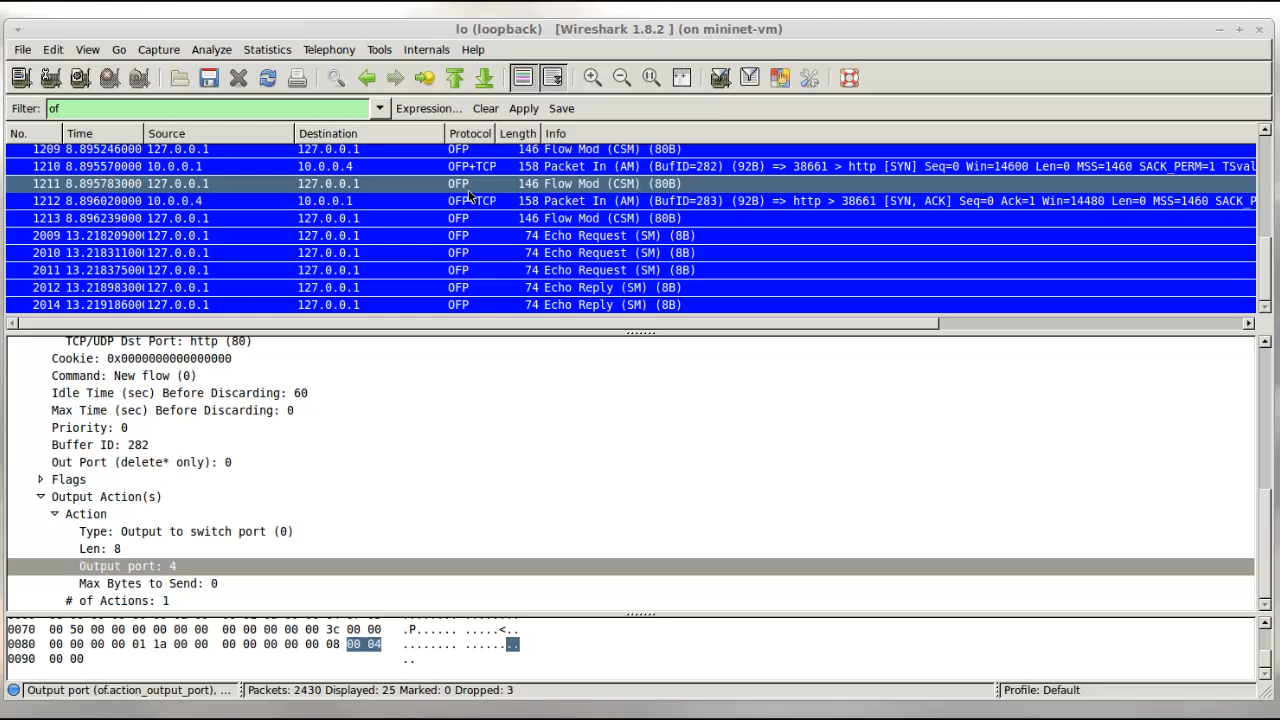 lo (loopback) [Wireshark 1.8.2 ] (on mininet-vm)
File Edit View Go Capture Analyze Statistics Telephony Tools Internals Help
Filter: of Expression... Clear Apply Save
No. Time Source Destination Protocol Length Info
1209 8.895246000 127.0.0.1 127.0.0.1 OFP 146 Flow Mod (CSM) (80B)
1210 8.895570000 10.0.0.1 10.0.0.4 OFP+TCP 158 Packet In (AM) (BufID=282) (92B) => 38661 > http [SYN] Seq=0 Win=14600 Len=0 MSS=1460 SACK_PERM=1 TSval
1211 8.895783000 127.0.0.1 127.0.0.1 OFP 146 Flow Mod (CSM) (80B)
1212 8.896020000 10.0.0.4 10.0.0.1 OFP+TCP 158 Packet In (AM) (BufID=283) (92B) => http > 38661 [SYN, ACK] Seq=0 Ack=1 Win=14480 Len=0 MSS=1460 SACK_P
1213 8.896239000 127.0.0.1 127.0.0.1 OFP 146 Flow Mod (CSM) (80B)
2009 13.21820900 127.0.0.1 127.0.0.1 OFP 74 Echo Request (SM) (8B)
2010 13.21831100 127.0.0.1 127.0.0.1 OFP 74 Echo Request (SM) (8B)
2011 13.21837500 127.0.0.1 127.0.0.1 OFP 74 Echo Request (SM) (8B)
2012 13.21898300 127.0.0.1 127.0.0.1 OFP 74 Echo Reply (SM) (8B)
2014 13.21918600 127.0.0.1 127.0.0.1 OFP 74 Echo Reply (SM) (8B)
TCP/UDP Dst Port: http (80)
Cookie: 0x0000000000000000
Command: New flow (0)
Idle Time (sec) Before Discarding: 60
Max Time (sec) Before Discarding: 0
Priority: 0
Buffer ID: 282
Out Port (delete* only): 0
Flags
Output Action(s)
Action
Type: Output to switch port (0)
Len: 8
Output port: 4
Max Bytes to Send: 0
# of Actions: 1
0070 00 50 00 00 00 00 00 00 00 00 00 00 00 3c 00 00 .P...... .....<..
0080 00 00 00 00 01 1a 00 00 00 00 00 00 00 08 00 04 ........ ........
0090 00 00 ..
Output port (of.action_output_port), ... Packets: 2430 Displayed: 25 Marked: 0 Dropped: 3 Profile: Default